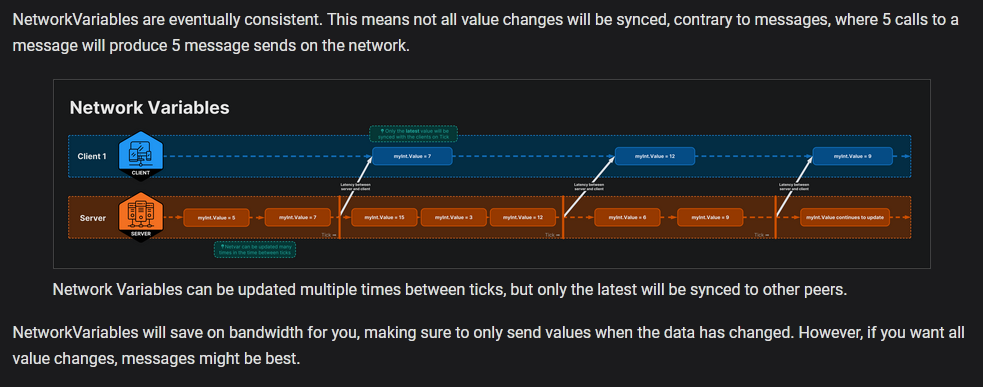 NetworkVariables are eventually consistent. This means not all value changes will be synced, contrary to messages, where 5 calls to a
message will produce 5 message sends on the network.
Network Variables
Only the latest value will be
synced with the clients on Tick
Client 1
CLIENT
myInt.Value = 7
myInt.Value = 12
myInt.Value = 9
Latency between
server and client
Latency between
server and client
Latency between
server and client
Server
SERVER
myInt.Value = 5
myInt.Value = 7
myInt.Value = 15
myInt.Value = 3
myInt.Value = 12
myInt.Value = 6
myInt.Value = 9
myInt.Value continues to update
Tick
Tick
Tick
Netvar can be updated many
times in the time between ticks
Network Variables can be updated multiple times between ticks, but only the latest will be synced to other peers.
NetworkVariables will save on bandwidth for you, making sure to only send values when the data has changed. However, if you want all
value changes, messages might be best.